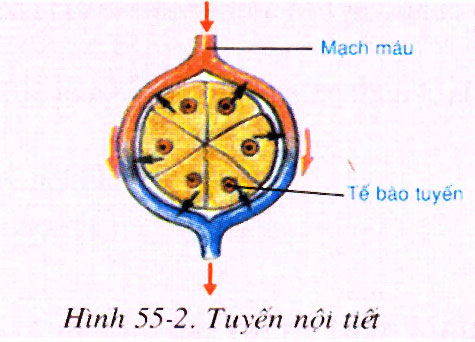 Mạch máu
Tế bào tuyến
Hình 55-2. Tuyến nội tiết